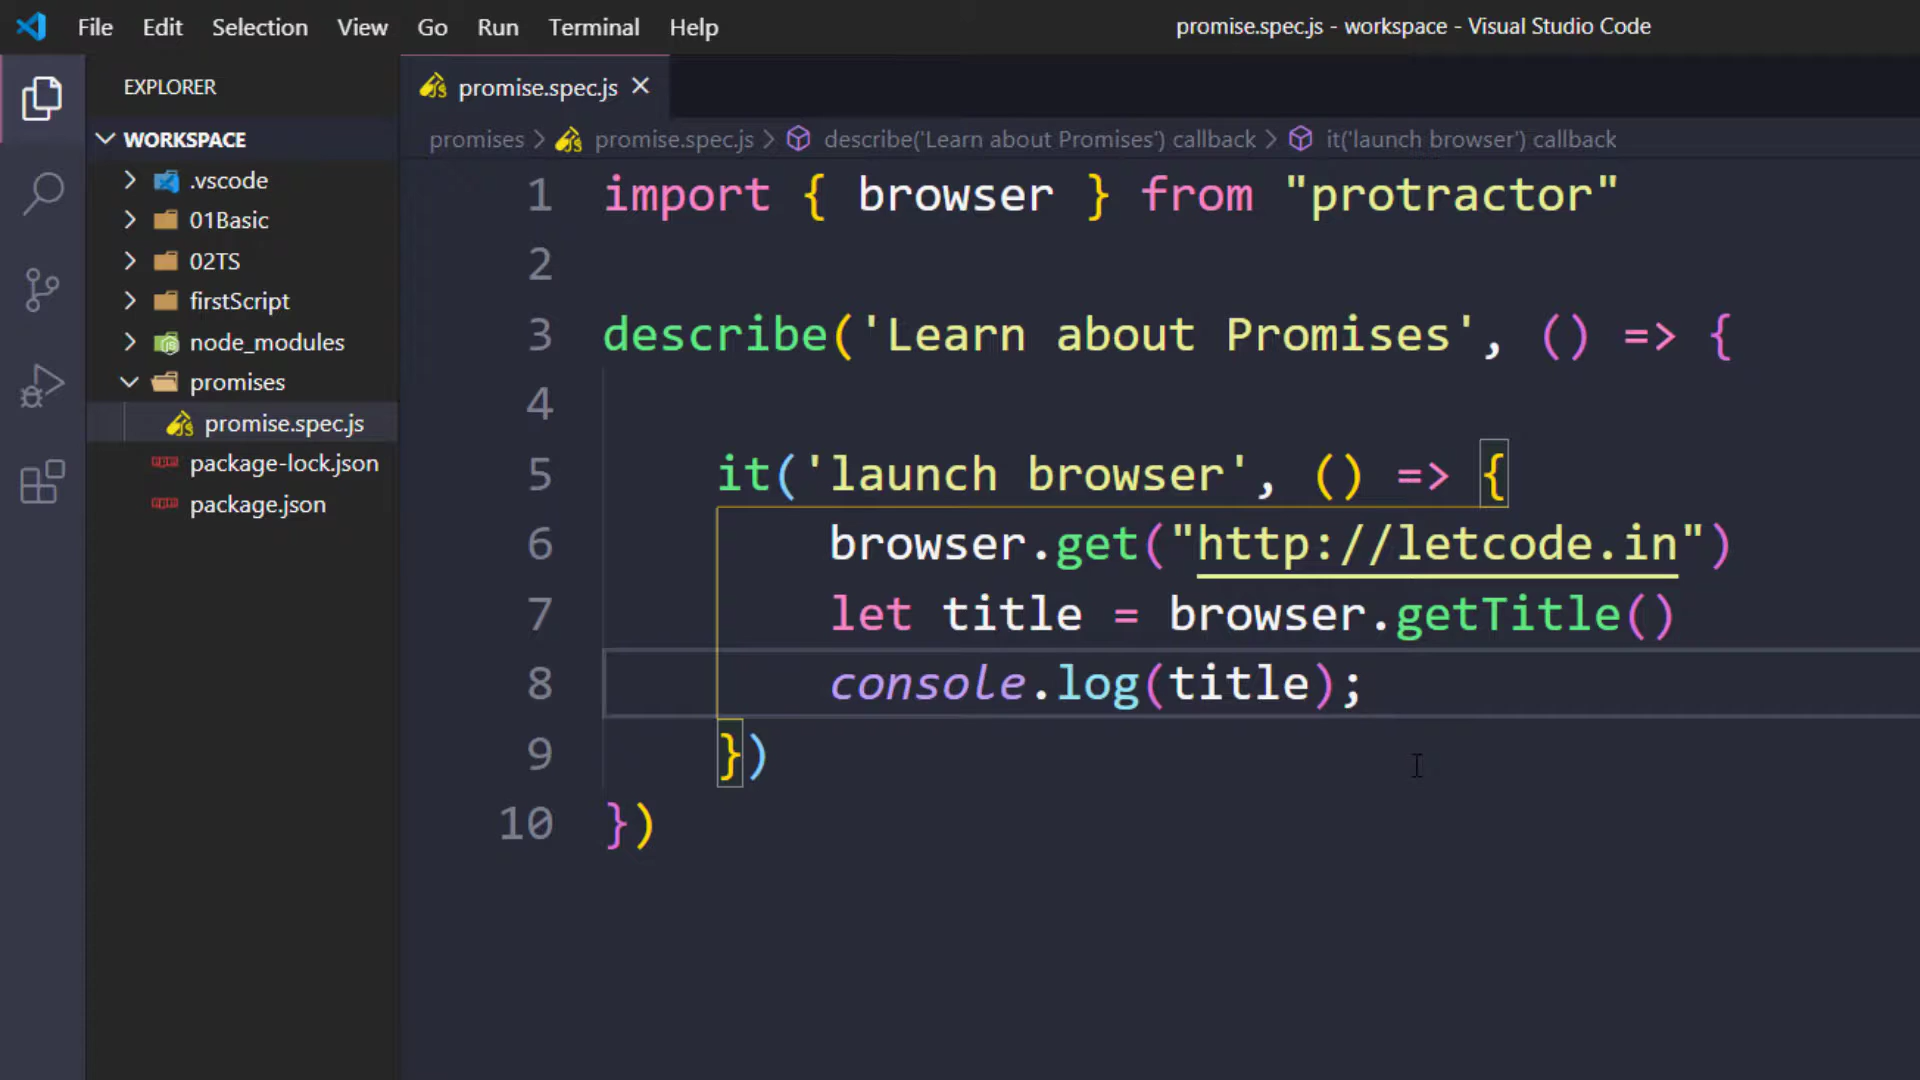 File Edit Selection View Go Run Terminal Help
promise.spec.js - workspace - Visual Studio Code
EXPLORER
WORKSPACE
.vscode
01Basic
02TS
firstScript
node_modules
promises
promise.spec.js
package-lock.json
package.json
promise.spec.js
promises > promise.spec.js > describe('Learn about Promises') callback > it('launch browser') callback
1 import { browser } from "protractor"
2
3 describe('Learn about Promises', () => {
4
5 it('launch browser', () => {
6 browser.get("http://letcode.in")
7 let title = browser.getTitle()
8 console.log(title);
9 })
10 })